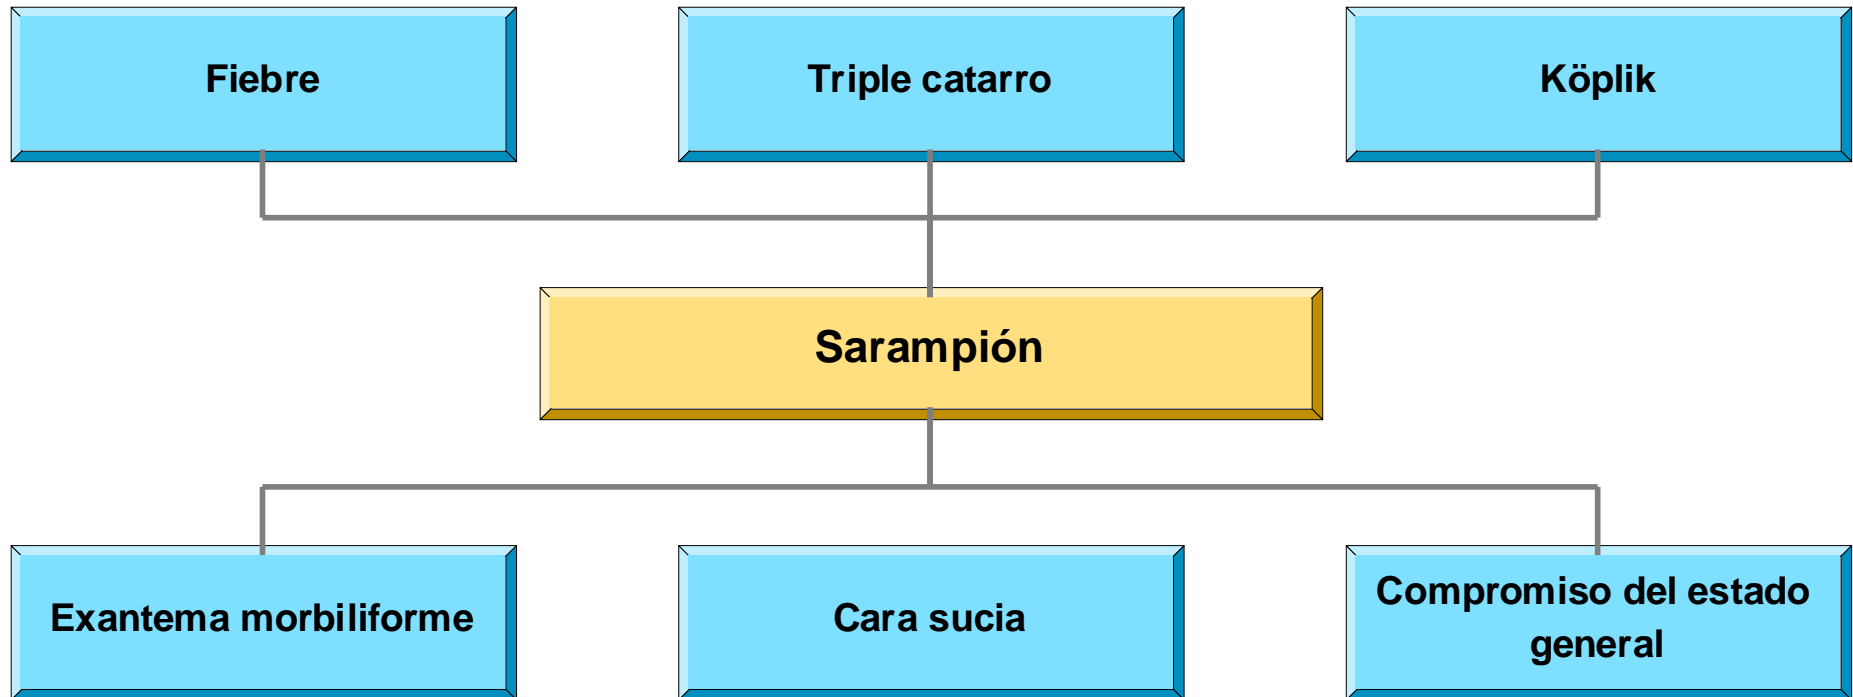 Fiebre
Triple catarro
Köplik
Sarampión
Exantema morbiliforme
Cara sucia
Compromiso del estado
general